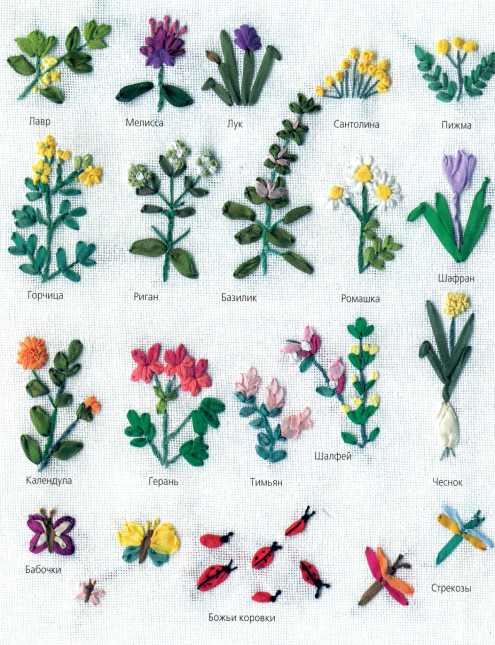 Лавр
Мелисса
Лук
Сантолина
Пижма
Горчица
Риган
Базилик
Ромашка
Шафран
Календула
Герань
Тимьян
Шалфей
Чеснок
Бабочки
Божьи коровки
Стрекозы